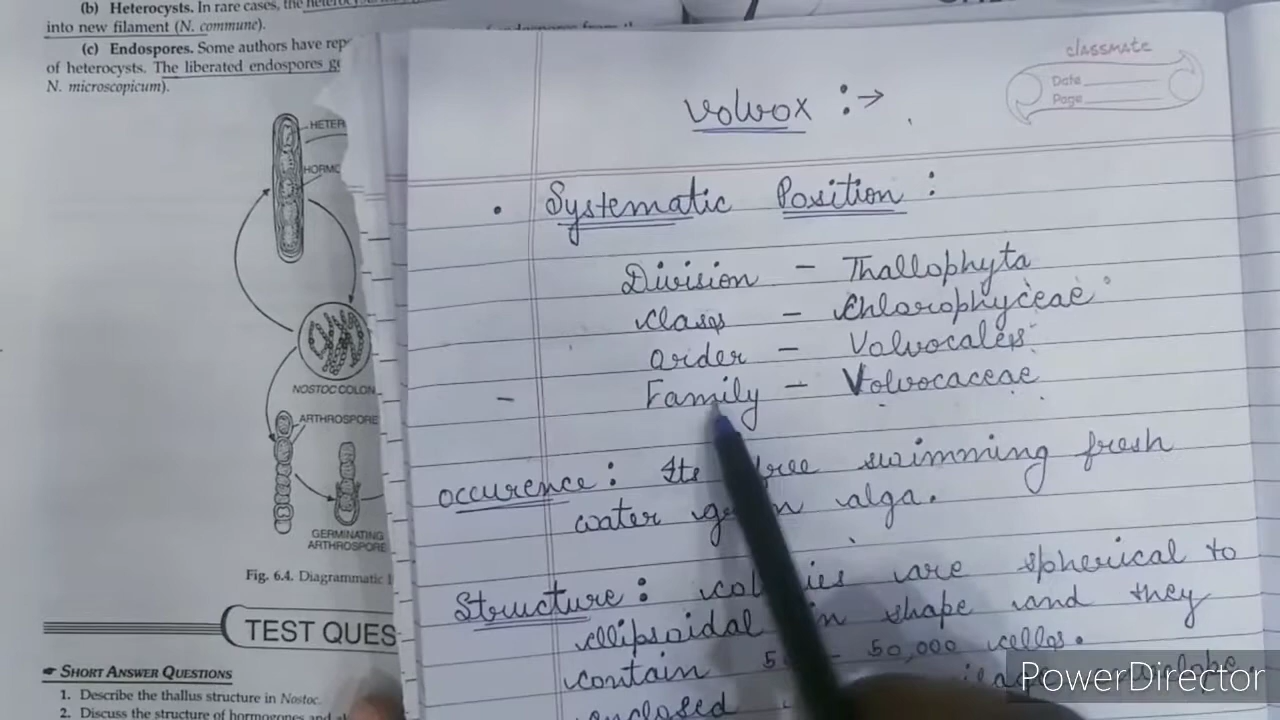 (b) Heterocysts. In rare cases, the
into new filament (N. commune).
(c) Endospores. Some authors have rep
of heterocysts. The liberated endospores g
N. microscopicum).
HETER
HORMO
NOSTOC COLON
ARTHROSPORE
GERMINATING
ARTHROSPORE
Fig. 6.4. Diagrammatic
TEST QUES
SHORT ANSWER QUESTIONS
1. Describe the thallus structure in Nostoc.
2. Discuss the structure of hormogones and
classmate
Date
Page
Volvox :→
• Systematic Position :
Division - Thallophyta
Class - Chlorophyceae
Order - Volvocales
- Family - Volvocaceae
Occurence : Its free swimming fresh
water alga.
Structure : are spherical to
ellipsoidal in shape and they
contain 50,000 cells.
enclosed
PowerDirector